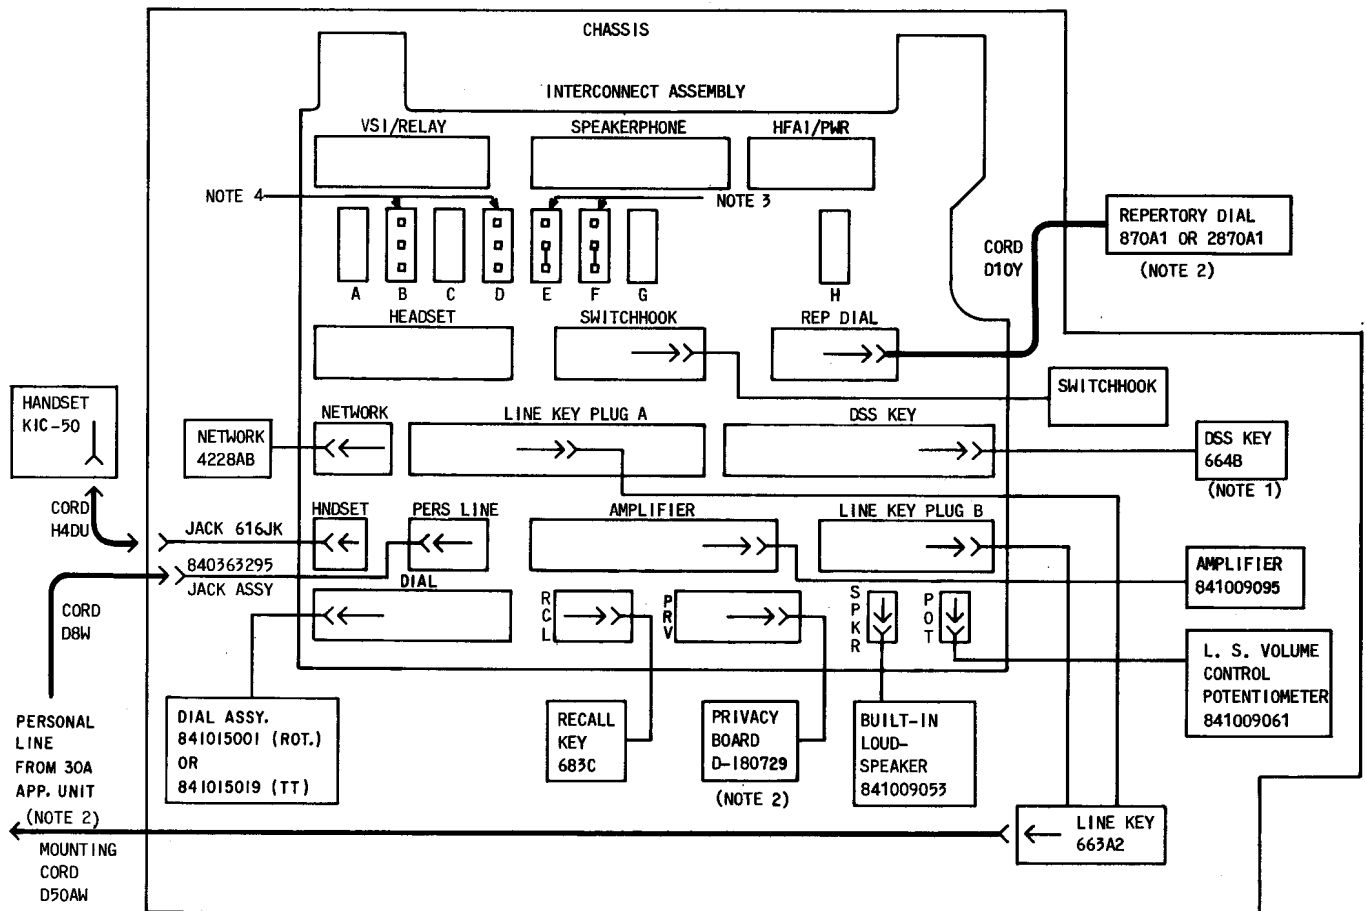 CHASSIS
INTERCONNECT ASSEMBLY
VSI/RELAY
SPEAKERPHONE
HFAI/PWR
NOTE 4
NOTE 3
A
B
C
D
E
F
G
H
CORD
D10Y
REPERTORY DIAL
870A1 OR 2870A1
(NOTE 2)
HEADSET
SWITCHHOOK
REP DIAL
SWITCHHOOK
HANDSET
KIC-50
NETWORK
4228AB
NETWORK
LINE KEY PLUG A
DSS KEY
DSS KEY
664B
(NOTE 1)
CORD
H4DU
JACK 616JK
HNDSET
PERS LINE
AMPLIFIER
LINE KEY PLUG B
840363295
JACK ASSY
AMPLIFIER
841009095
CORD
D8W
DIAL
RCL
PRV
SPKR
POT
L. S. VOLUME
CONTROL
POTENTIOMETER
841009061
PERSONAL
LINE
FROM 30A
APP. UNIT
(NOTE 2)
DIAL ASSY.
841015001 (ROT.)
OR
841015019 (TT)
RECALL
KEY
683C
PRIVACY
BOARD
D-180729
(NOTE 2)
BUILT-IN
LOUD-
SPEAKER
841009053
LINE KEY
663A2
MOUNTING
CORD
D50AW